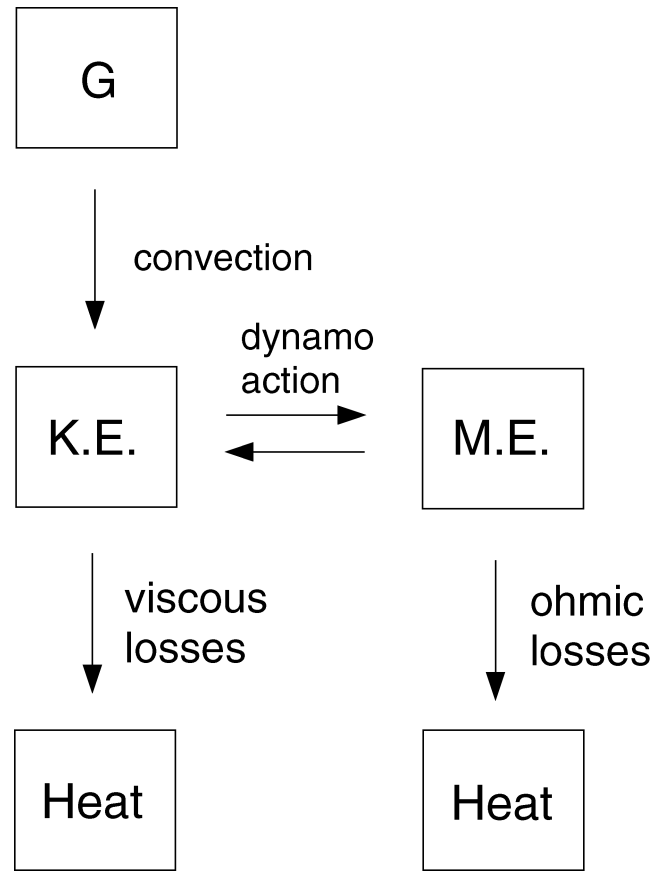 G
convection
dynamo
action
K.E.
M.E.
viscous
losses
ohmic
losses
Heat
Heat